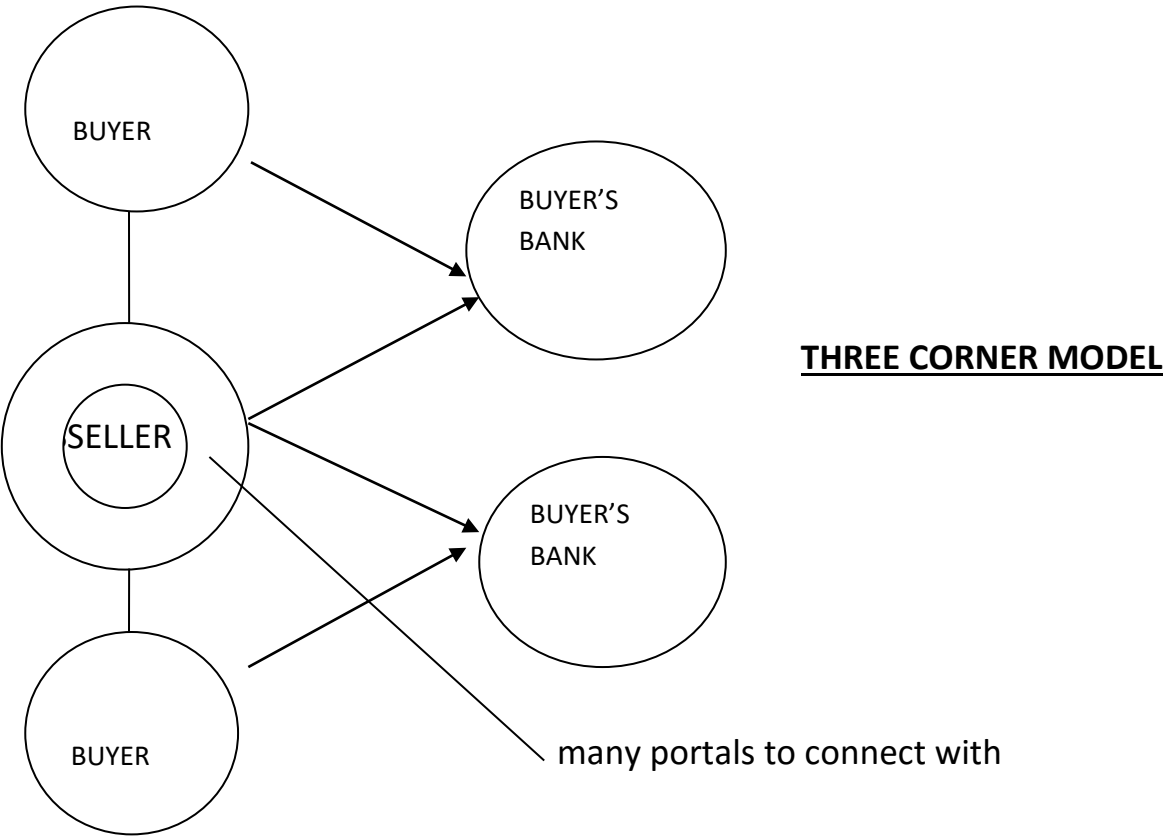 BUYER
BUYER’S
BANK
THREE CORNER MODEL
SELLER
BUYER’S
BANK
many portals to connect with
BUYER